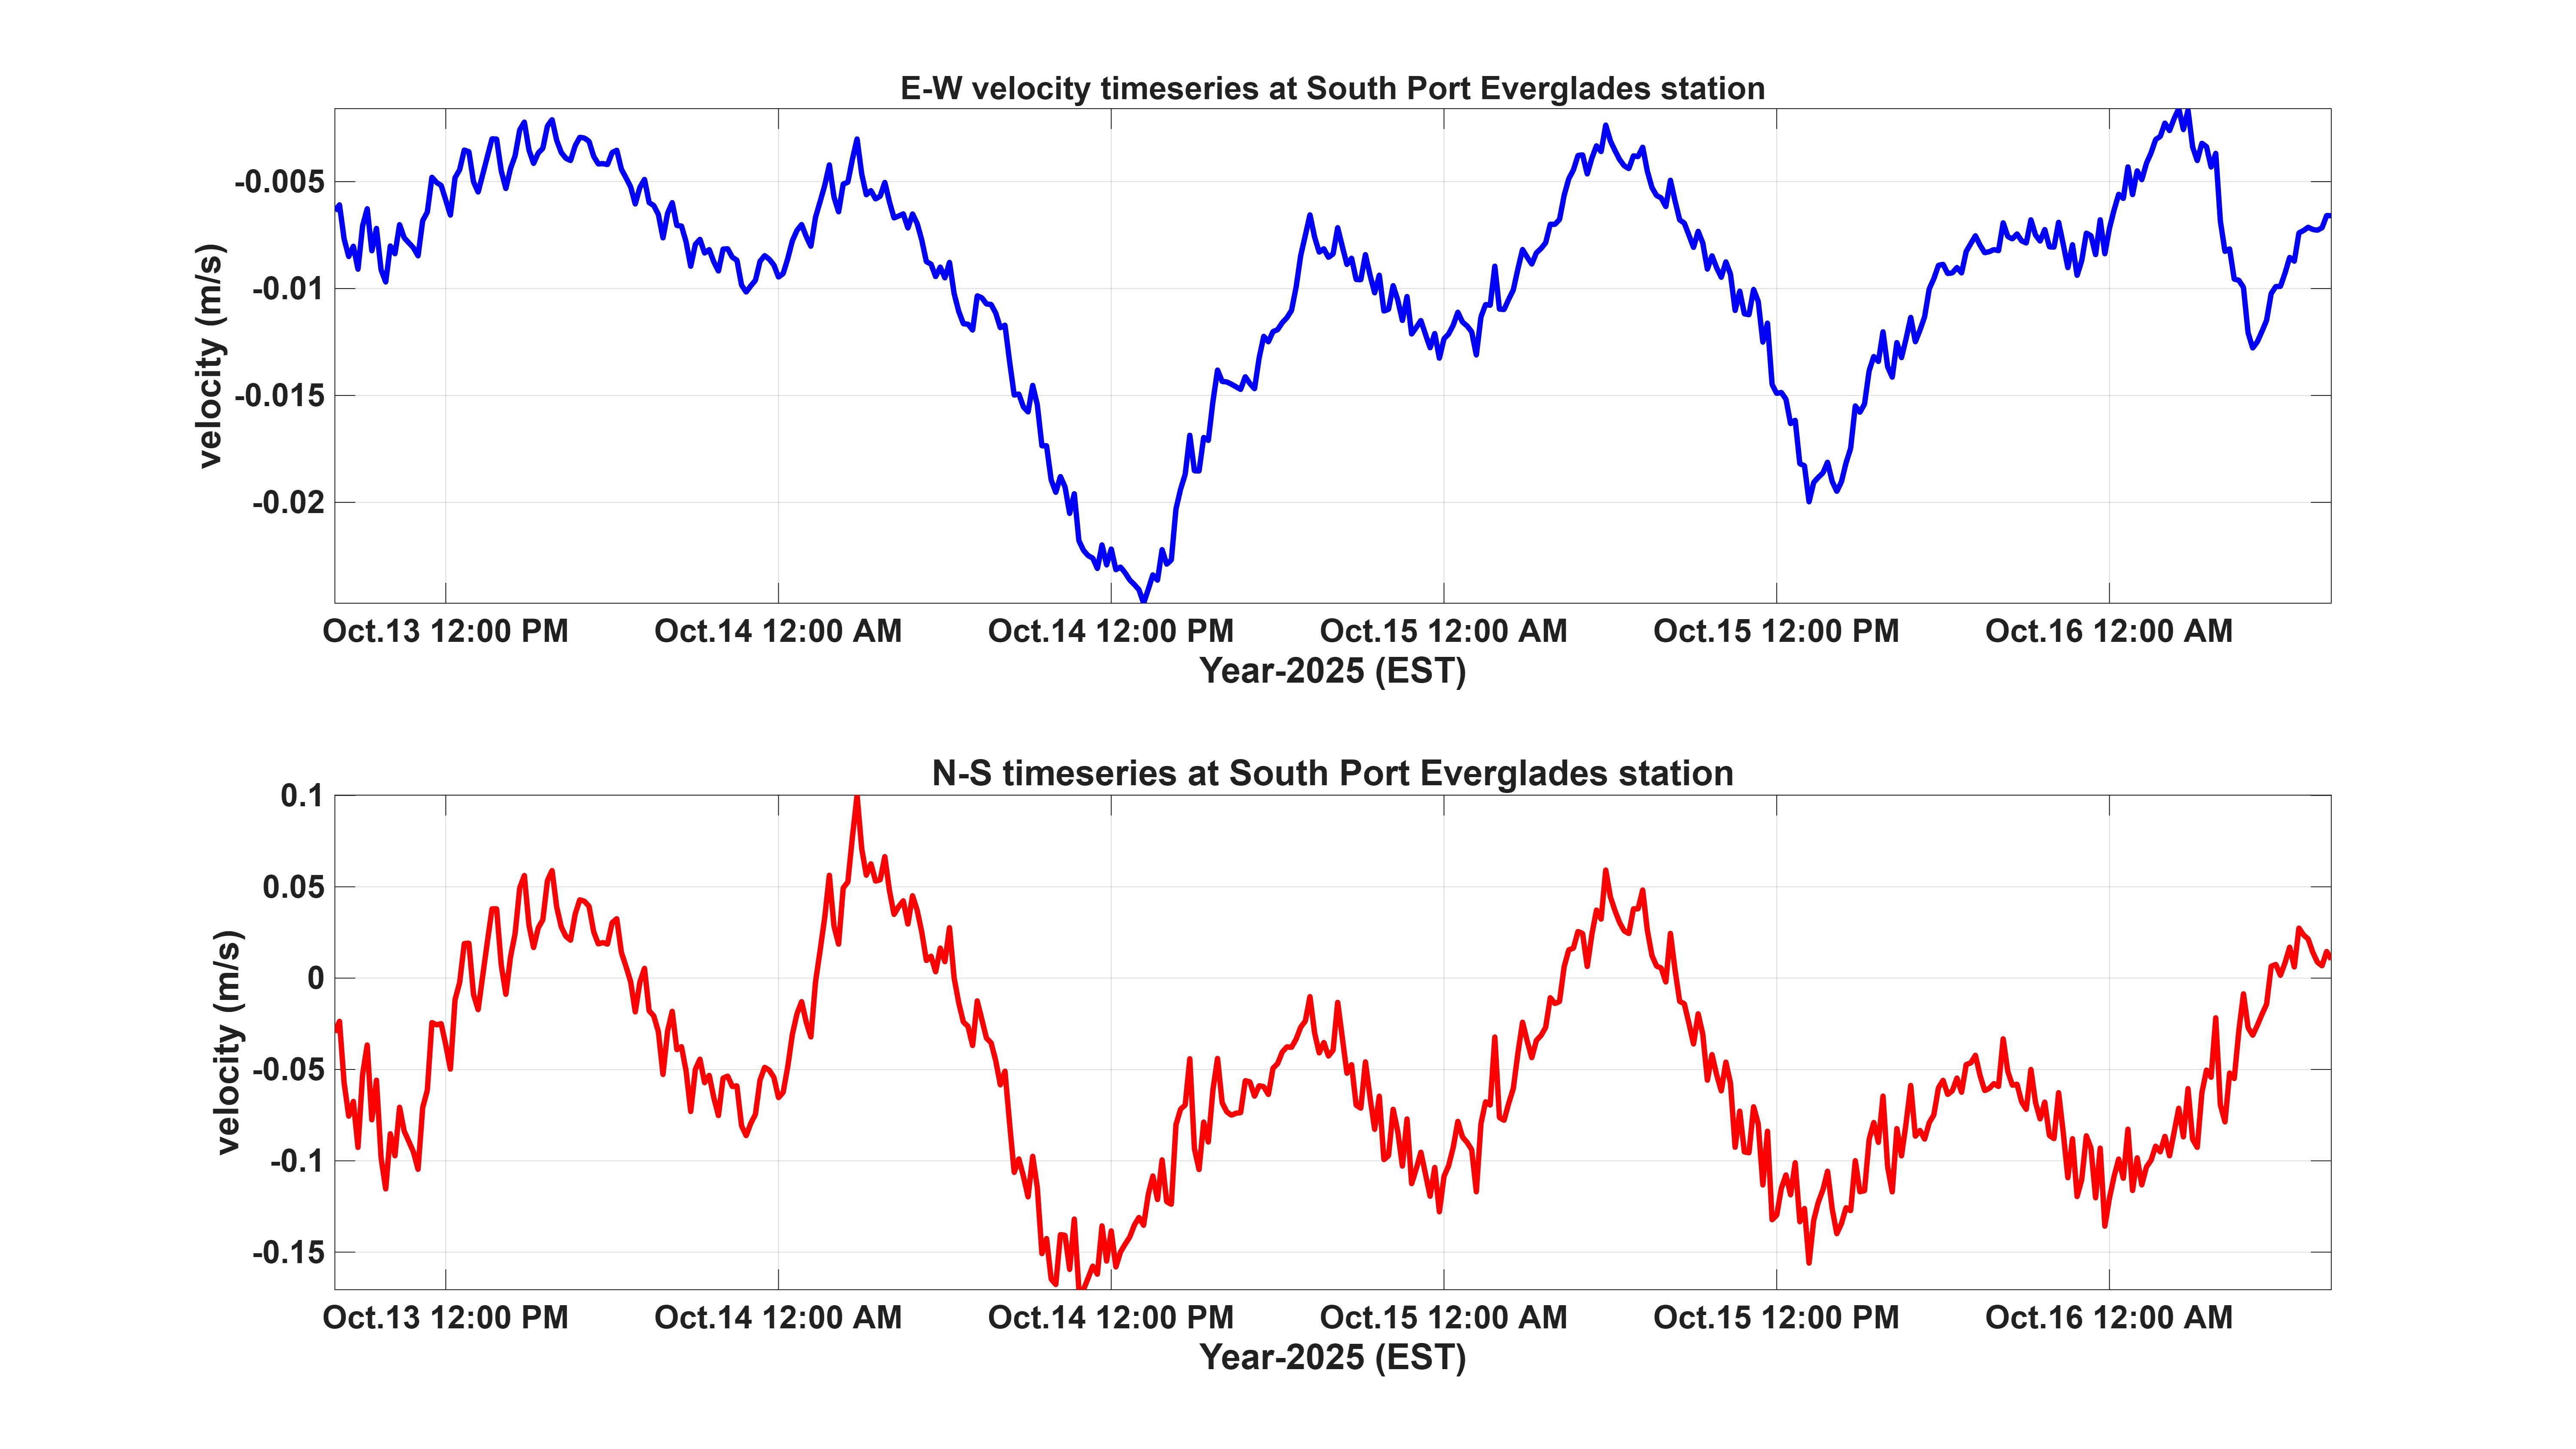 E-W velocity timeseries at South Port Everglades station
velocity (m/s)
-0.005
-0.01
-0.015
-0.02
Oct.13 12:00 PM Oct.14 12:00 AM Oct.14 12:00 PM Oct.15 12:00 AM Oct.15 12:00 PM Oct.16 12:00 AM
Year-2025 (EST)
N-S timeseries at South Port Everglades station
velocity (m/s)
0.1
0.05
0
-0.05
-0.1
-0.15
Oct.13 12:00 PM Oct.14 12:00 AM Oct.14 12:00 PM Oct.15 12:00 AM Oct.15 12:00 PM Oct.16 12:00 AM
Year-2025 (EST)